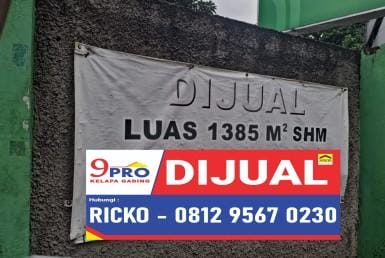 DIJUAL
LUAS 1385 M² SHM
9PRO
KELAPA GADING
DIJUAL
Hubungi :
RICKO - 0812 9567 0230